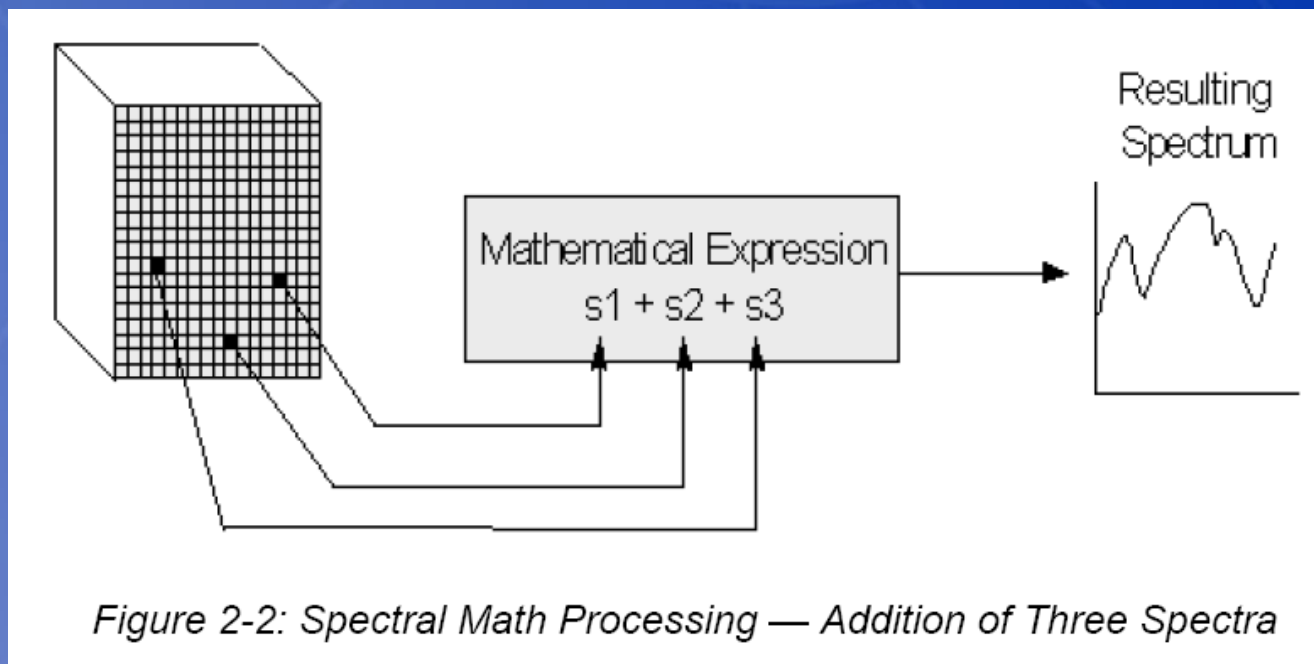 Resulting
Spectrum
Mathematical Expression
s1 + s2 + s3
Figure 2-2: Spectral Math Processing — Addition of Three Spectra